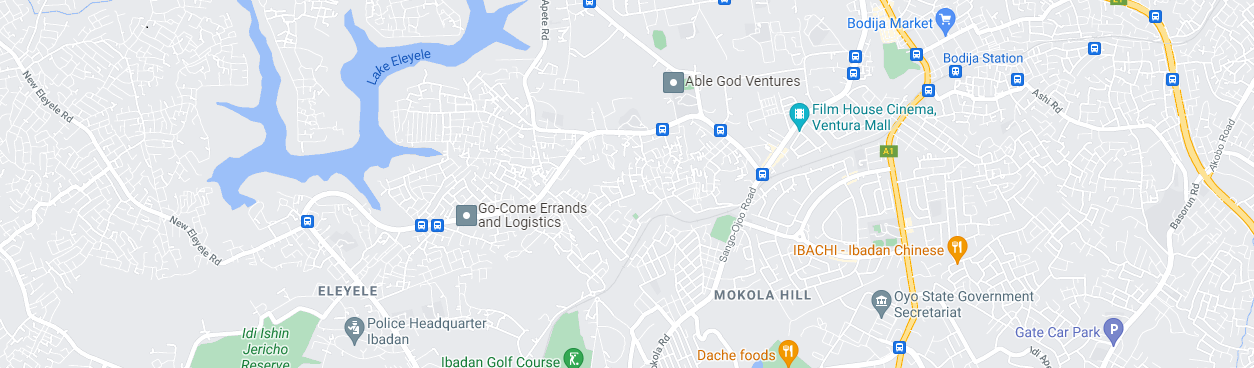 Apete Rd
Bodija Market
Lake Eleyele
Bodija Station
New Eleyele Rd
Able God Ventures
Ashi Rd
Film House Cinema,
Ventura Mall
A1
Akobo Road
Go-Come Errands
and Logistics
New Eleyele Rd
Sango-Ojoo Road
Basorun Rd
IBACHI - Ibadan Chinese
ELEYELE
MOKOLA HILL
Oyo State Government
Secretariat
Idi Ishin
Jericho
Reserve
Police Headquarter
Ibadan
Gate Car Park
P
Ibadan Golf Course
Dache foods